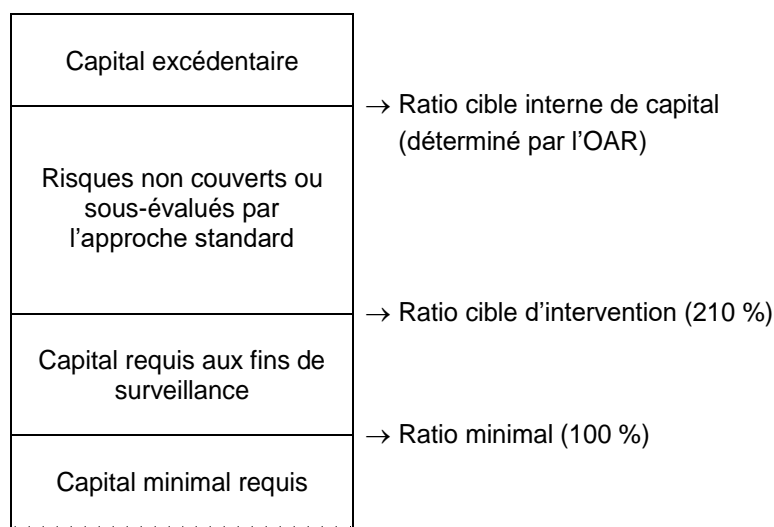 Capital excédentaire
→ Ratio cible interne de capital
(déterminé par l'OAR)
Risques non couverts ou
sous-évalués par
l'approche standard
→ Ratio cible d'intervention (210 %)
Capital requis aux fins de
surveillance
→ Ratio minimal (100 %)
Capital minimal requis